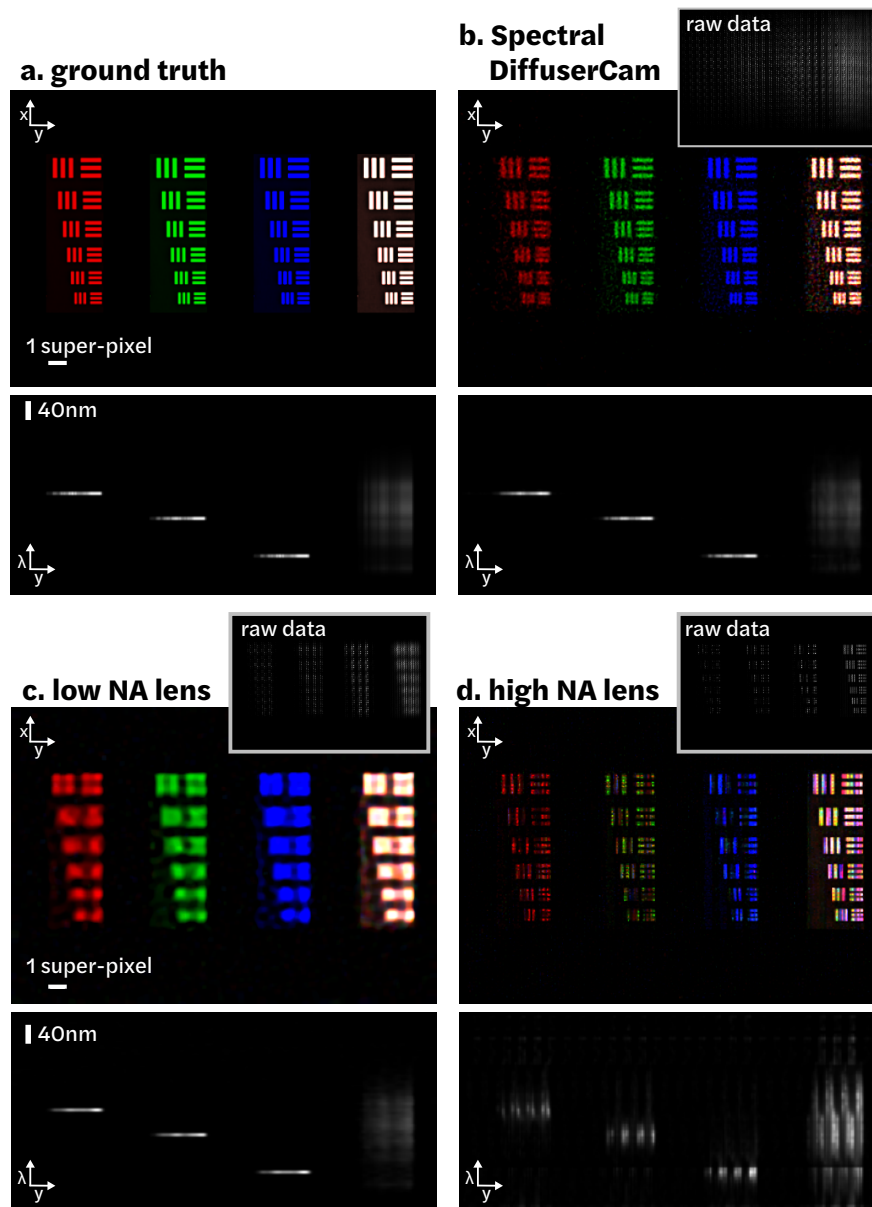 b. Spectral
DiffuserCam
raw data
a. ground truth
x
y
1 super-pixel
x
y
40nm
λ
y
λ
y
raw data
raw data
c. low NA lens
d. high NA lens
x
y
1 super-pixel
x
y
40nm
λ
y
λ
y